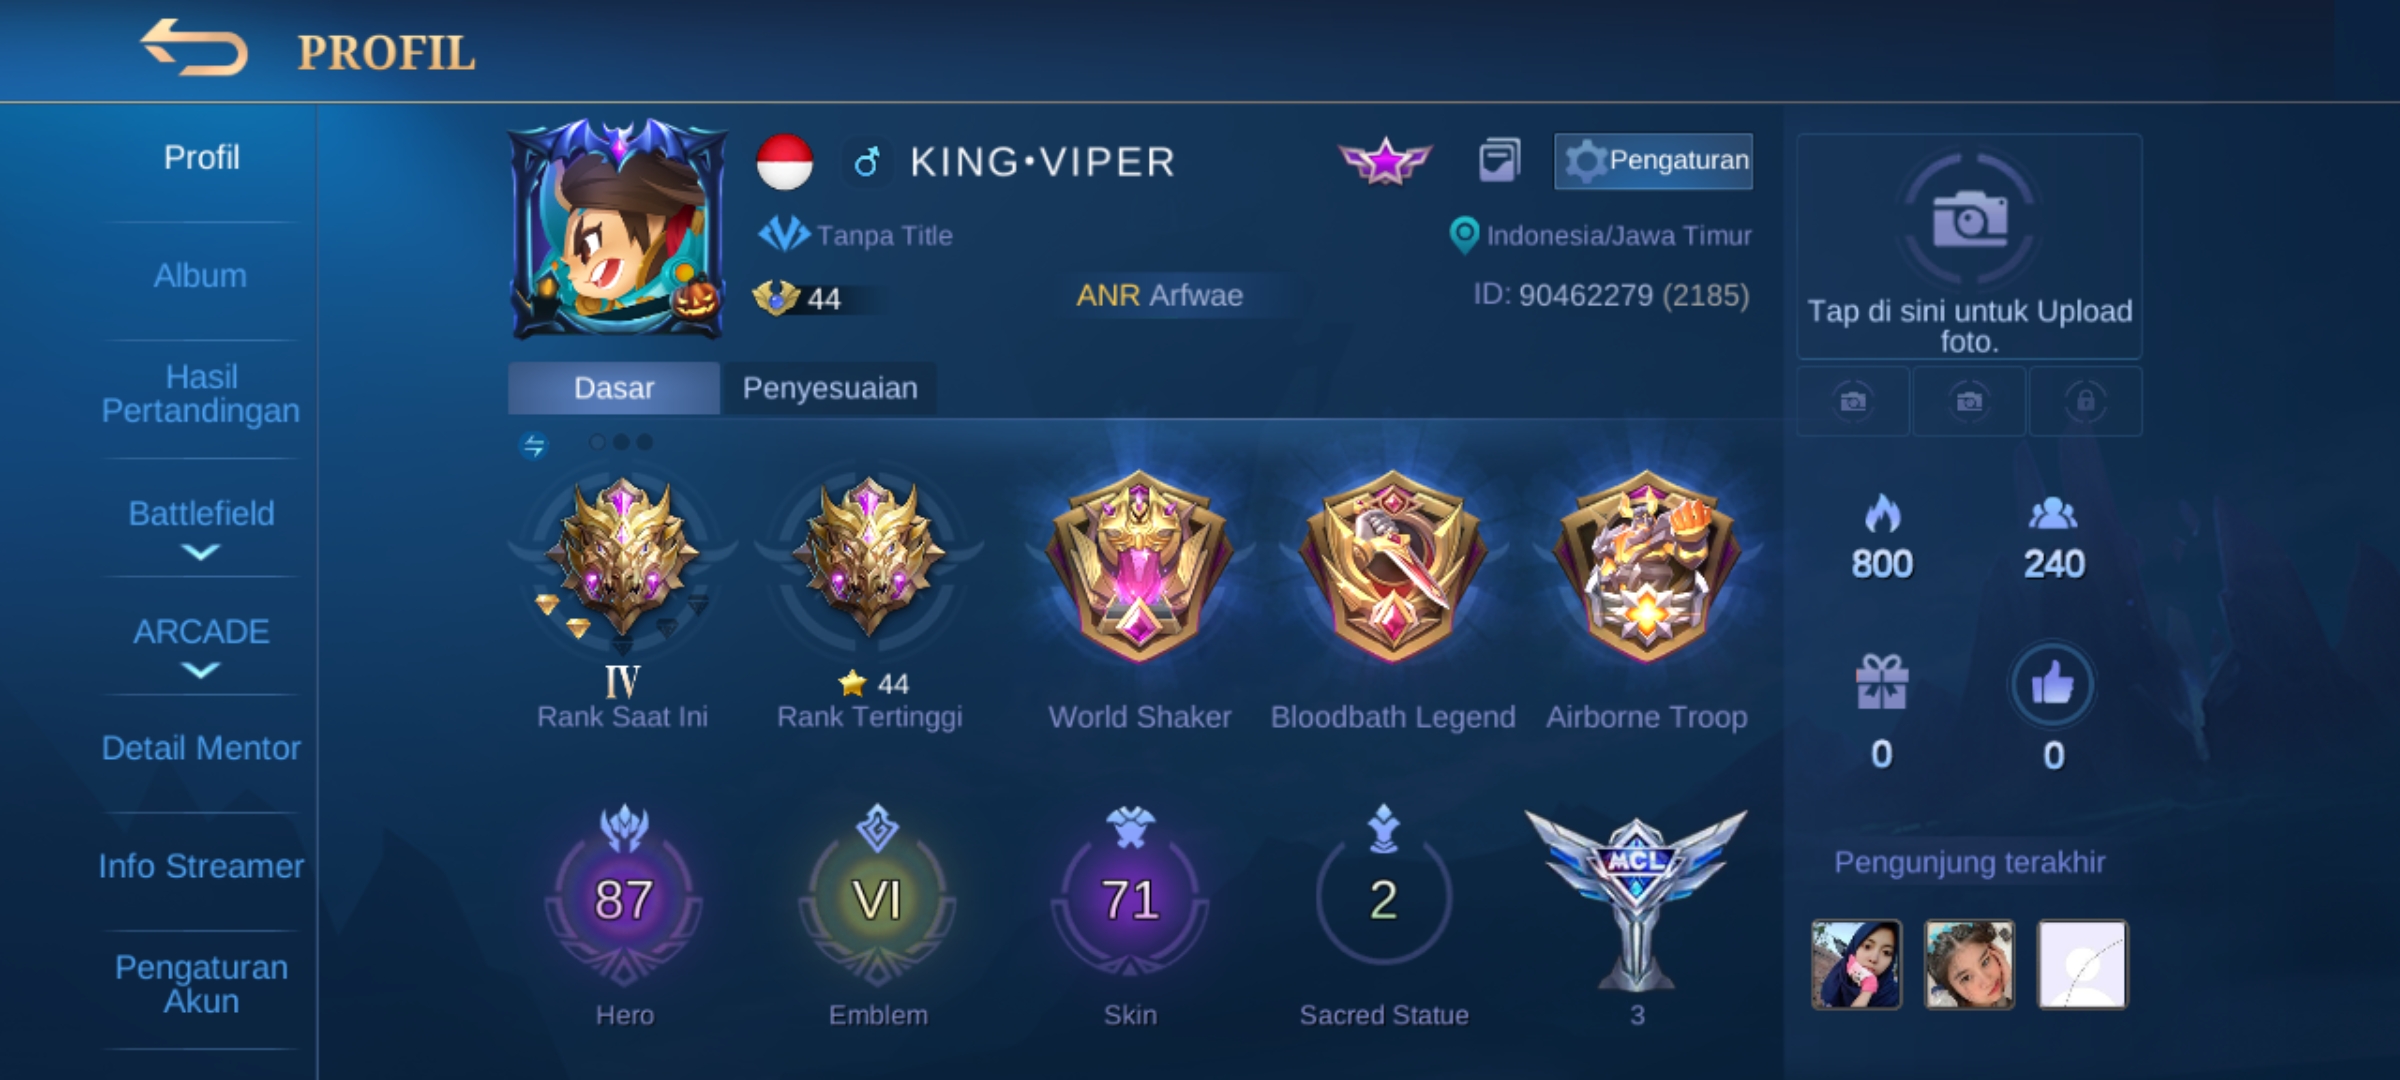 PROFIL
Profil
Album
Hasil
Pertandingan
Battlefield
ARCADE
Detail Mentor
Info Streamer
Pengaturan
Akun
KING•VIPER
Pengaturan
Tanpa Title
Indonesia/Jawa Timur
44
ANR Arfwae
ID: 90462279 (2185)
Dasar
Penyesuaian
IV
Rank Saat Ini
44
Rank Tertinggi
World Shaker
Bloodbath Legend
Airborne Troop
87
Hero
VI
Emblem
71
Skin
2
Sacred Statue
MCL
3
Tap di sini untuk Upload
foto.
800
240
0
0
Pengunjung terakhir